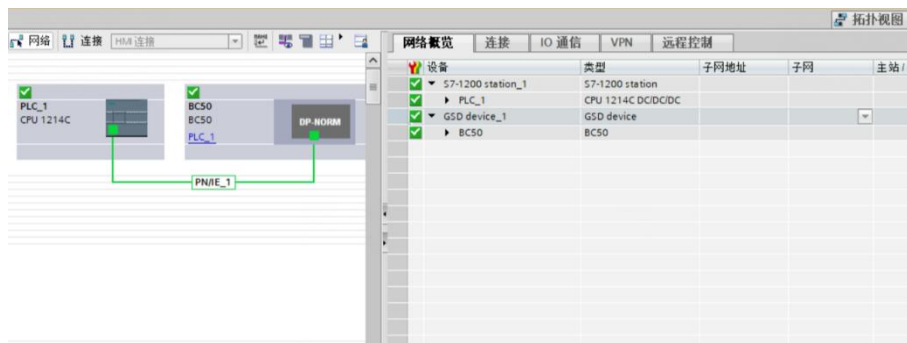 拓扑视图
网络 连接 HMI 连接
网络概览 连接 IO 通信 VPN 远程控制
设备 类型 子网地址 子网 主站 /
S7-1200 station_1 S7-1200 station
PLC_1 CPU 1214C DC/DC/DC
GSD device_1 GSD device
BC50 BC50
PLC_1
CPU 1214C
BC50
BC50
PLC_1
DP-NORM
PN/IE_1